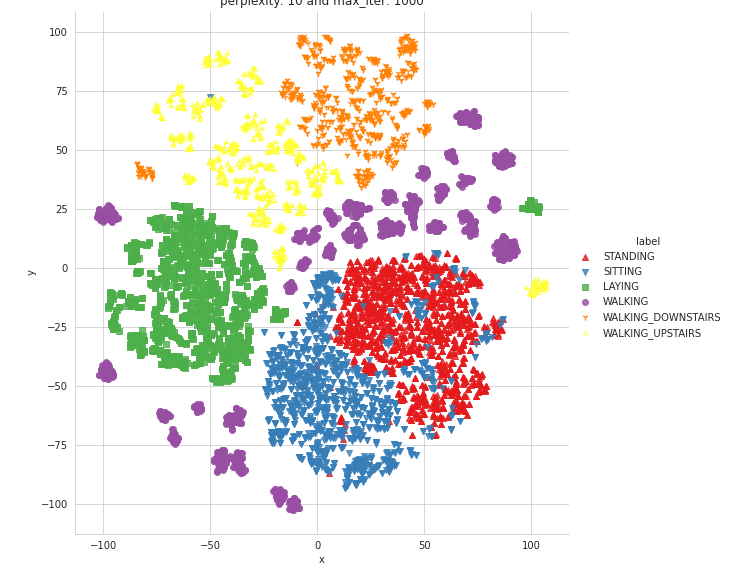 perplexity: 10 and max_iter: 1000
100
75
50
25
0
−25
−50
−75
−100
y
−100 −50 0 50 100
x
label
STANDING
SITTING
LAYING
WALKING
WALKING_DOWNSTAIRS
WALKING_UPSTAIRS